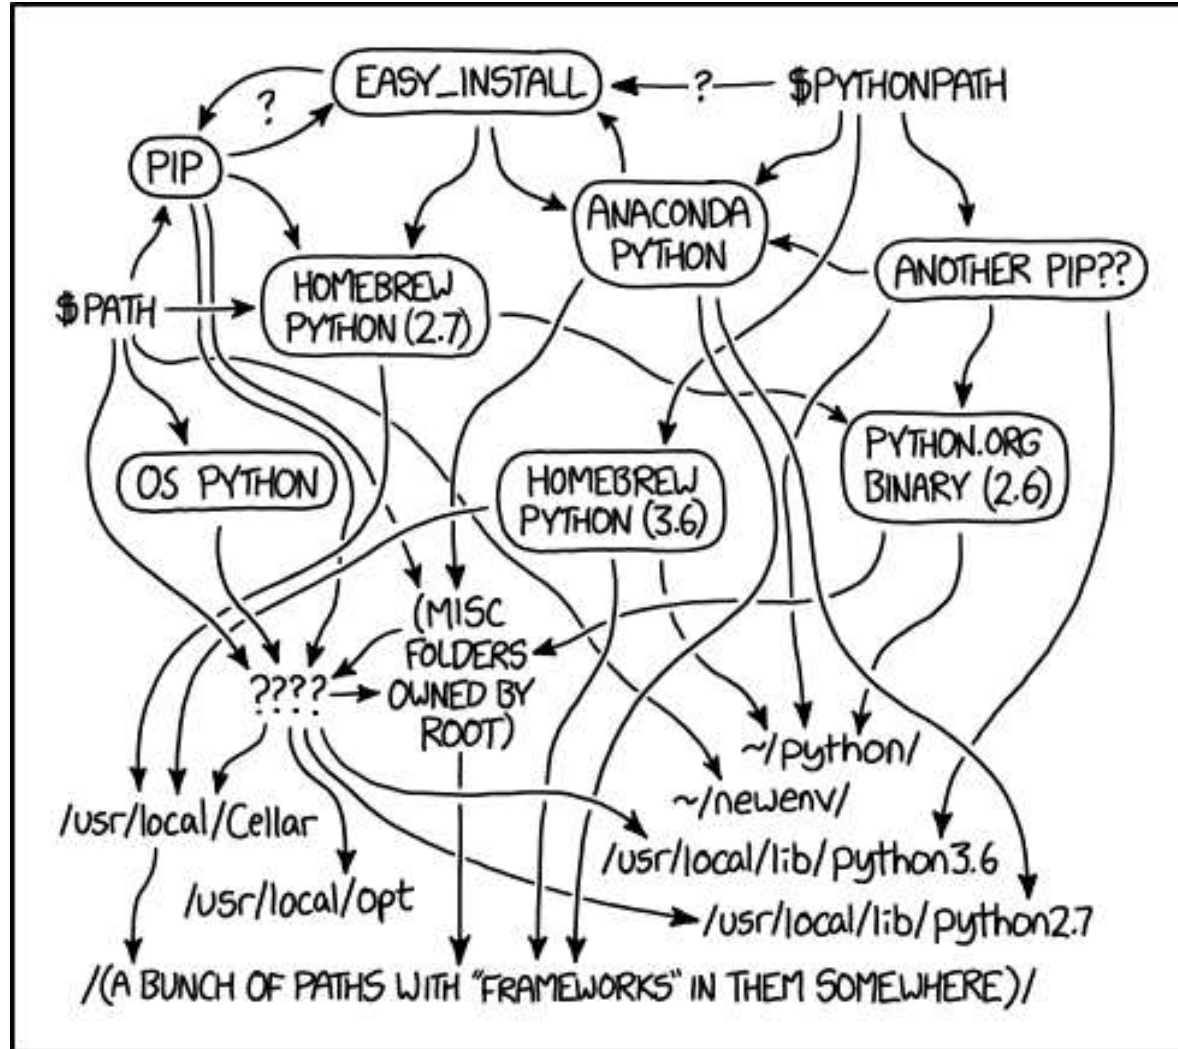 EASY_INSTALL
?
$PYTHONPATH
?
PIP
ANACONDA
PYTHON
ANOTHER PIP??
HOMEBREW
PYTHON (2.7)
$PATH
PYTHON.ORG
BINARY (2.6)
OS PYTHON
HOMEBREW
PYTHON (3.6)
(MISC
FOLDERS
OWNED BY
ROOT)
????
~/python/
~/newenv/
/usr/local/Cellar
/usr/local/lib/python3.6
/usr/local/opt
/usr/local/lib/python2.7
/(A BUNCH OF PATHS WITH "FRAMEWORKS" IN THEM SOMEWHERE)/